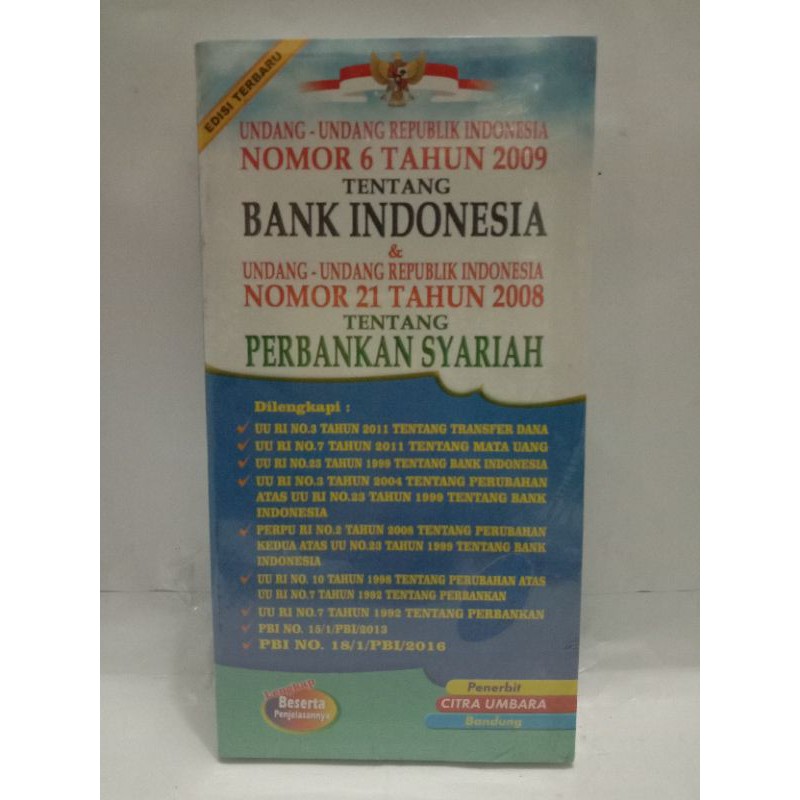 EDISI TERBARU
UNDANG - UNDANG REPUBLIK INDONESIA
NOMOR 6 TAHUN 2009
TENTANG
BANK INDONESIA
&
UNDANG - UNDANG REPUBLIK INDONESIA
NOMOR 21 TAHUN 2008
TENTANG
PERBANKAN SYARIAH
Dilengkapi :
UU RI NO.3 TAHUN 2011 TENTANG TRANSFER DANA
UU RI NO.7 TAHUN 2011 TENTANG MATA UANG
UU RI NO.23 TAHUN 1999 TENTANG BANK INDONESIA
UU RI NO.3 TAHUN 2004 TENTANG PERUBAHAN
ATAS UU RI NO.23 TAHUN 1999 TENTANG BANK
INDONESIA
PERPU RI NO.2 TAHUN 2008 TENTANG PERUBAHAN
KEDUA ATAS UU NO.23 TAHUN 1999 TENTANG BANK
INDONESIA
UU RI NO. 10 TAHUN 1998 TENTANG PERUBAHAN ATAS
UU RI NO.7 TAHUN 1992 TENTANG PERBANKAN
UU RI NO.7 TAHUN 1992 TENTANG PERBANKAN
PBI NO. 15/1/PBI/2013
PBI NO. 18/1/PBI/2016
Lengkap
Beserta
Penjelasannya
Penerbit
CITRA UMBARA
Bandung